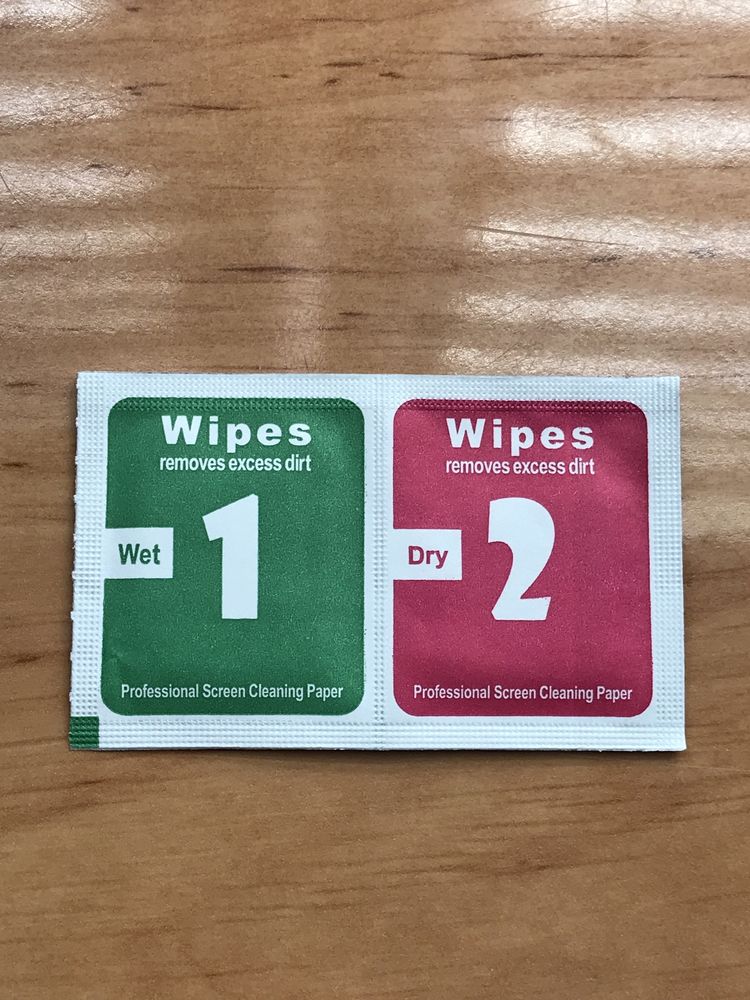 Wipes
removes excess dirt
Wet
1
Professional Screen Cleaning Paper
Wipes
removes excess dirt
Dry
2
Professional Screen Cleaning Paper